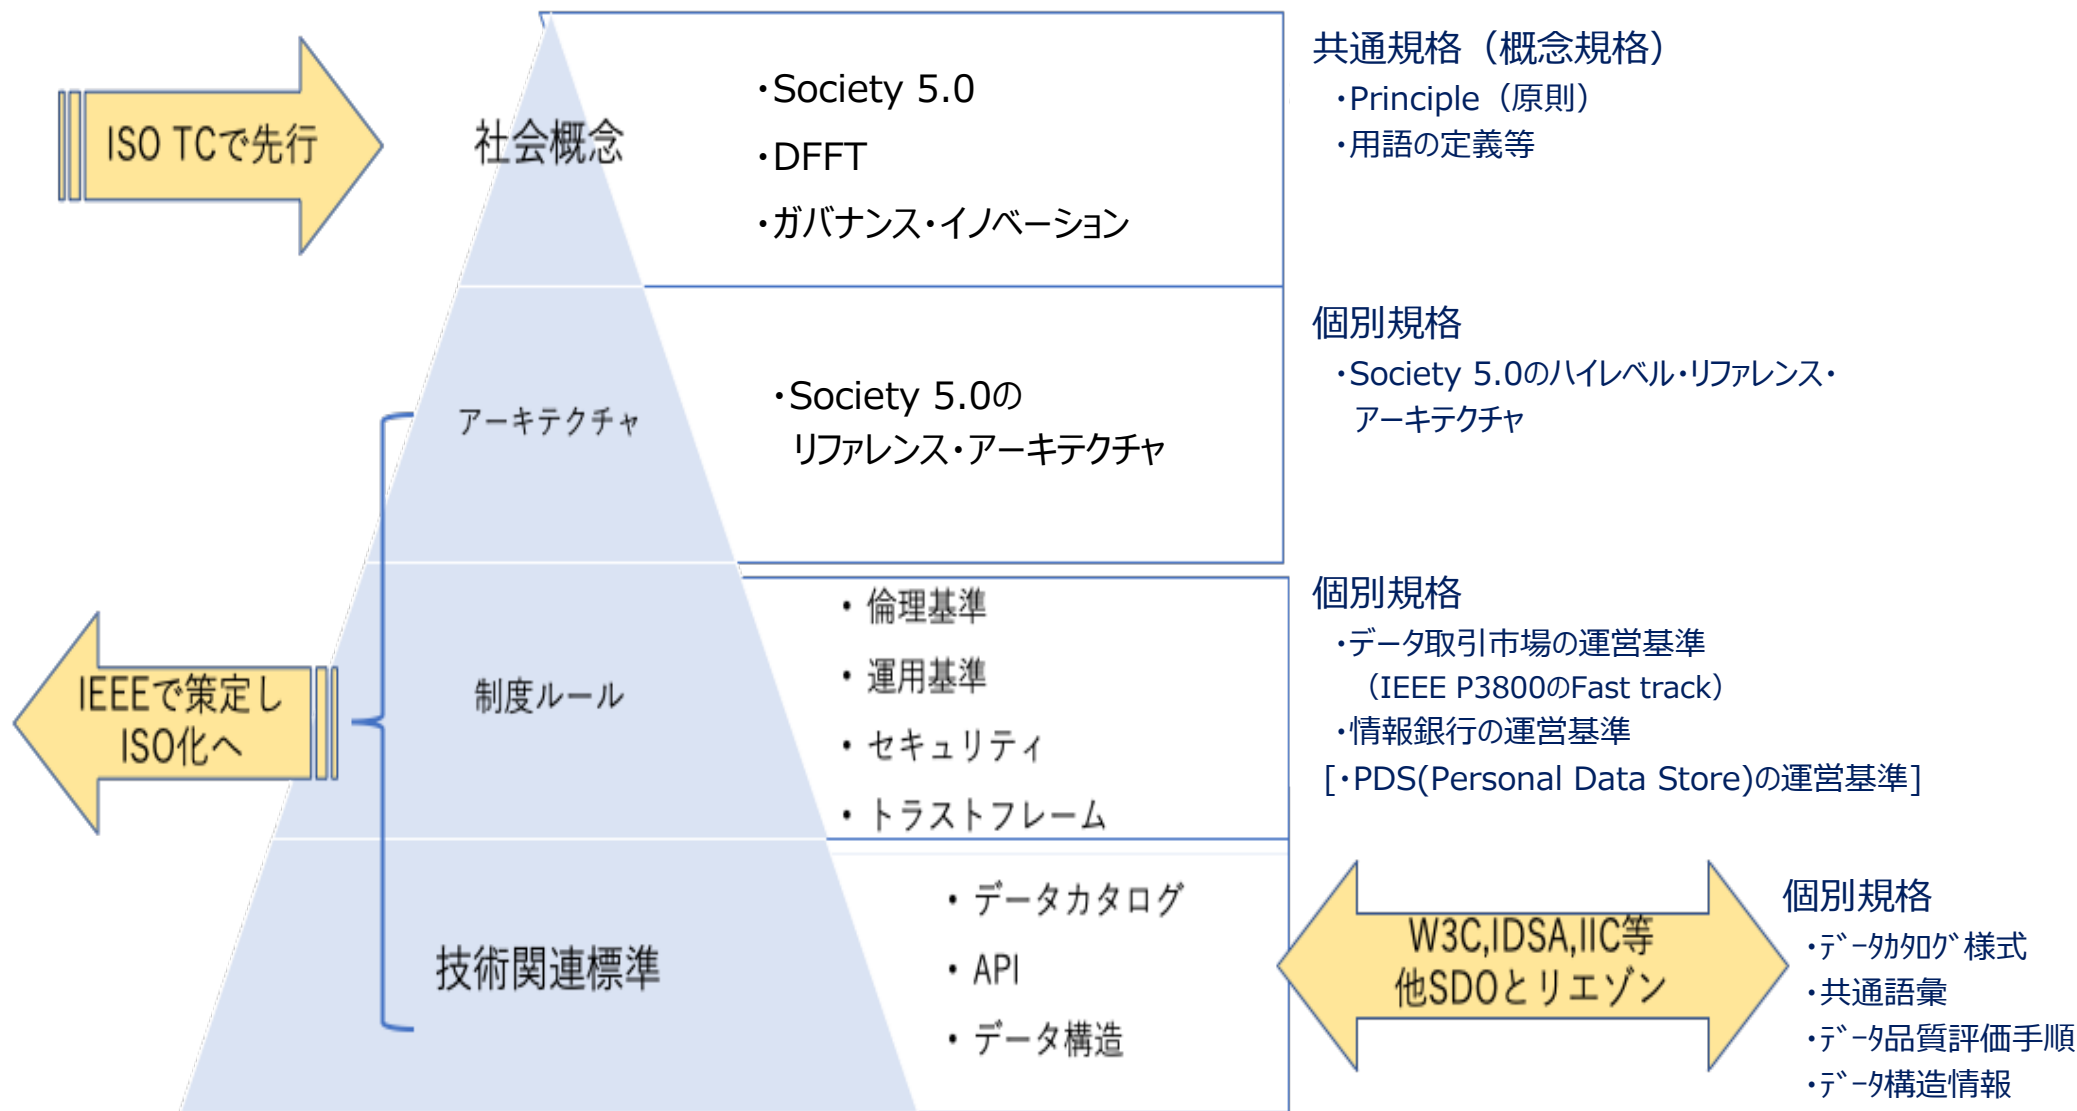 ISO TCで先行
社会概念
・Society 5.0
・DFFT
・ガバナンス・イノベーション
共通規格（概念規格）
・Principle（原則）
・用語の定義等
アーキテクチャ
・Society 5.0の
リファレンス・アーキテクチャ
個別規格
・Society 5.0のハイレベル・リファレンス・
アーキテクチャ
IEEEで策定し
ISO化へ
制度ルール
・倫理基準
・運用基準
・セキュリティ
・トラストフレーム
個別規格
・データ取引市場の運営基準
（IEEE P3800のFast track）
・情報銀行の運営基準
[・PDS(Personal Data Store)の運営基準]
技術関連標準
・データカタログ
・API
・データ構造
W3C,IDSA,IIC等
他SDOとリエゾン
個別規格
・ﾃﾞｰﾀｶﾀﾛｸﾞ様式
・共通語彙
・ﾃﾞｰﾀ品質評価手順
・ﾃﾞｰﾀ構造情報